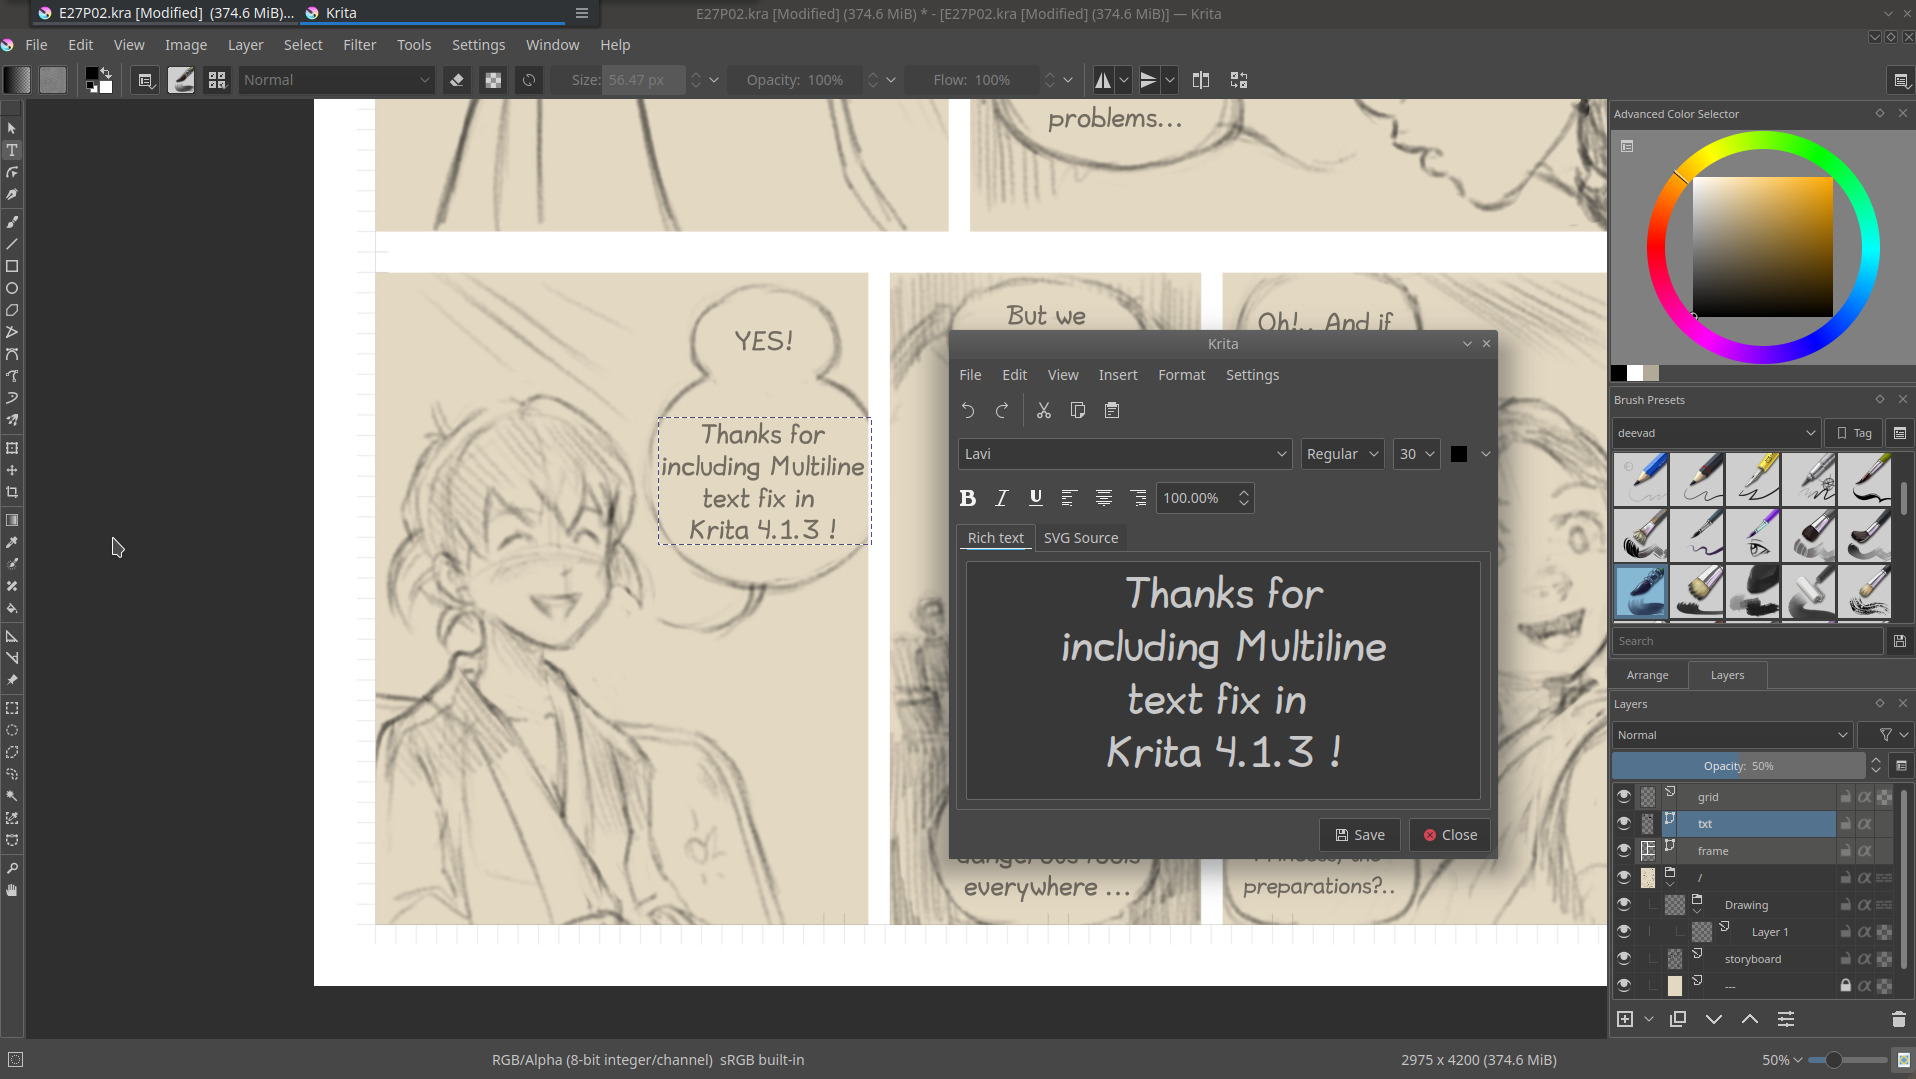 E27P02.kra [Modified]  (374.6 MiB)...
Krita
E27P02.kra [Modified] (374.6 MiB) * - [E27P02.kra [Modified] (374.6 MiB)] — Krita
File Edit View Image Layer Select Filter Tools Settings Window Help
Normal
Size: 56.47 px
Opacity: 100%
Flow: 100%
problems...
YES!
Thanks for
including Multiline
text fix in
Krita 4.1.3 !
But we
Oh!.. And if
everywhere ...
preparations?..
Krita
File Edit View Insert Format Settings
Lavi
Regular
30
B I U
100.00%
Rich text
SVG Source
Thanks for
including Multiline
text fix in
Krita 4.1.3 !
Save
Close
Advanced Color Selector
Brush Presets
deevad
Tag
Search
Arrange
Layers
Layers
Normal
Opacity: 50%
grid
txt
frame
/
Drawing
Layer 1
storyboard
---
RGB/Alpha (8-bit integer/channel)  sRGB built-in
2975 x 4200 (374.6 MiB)
50%